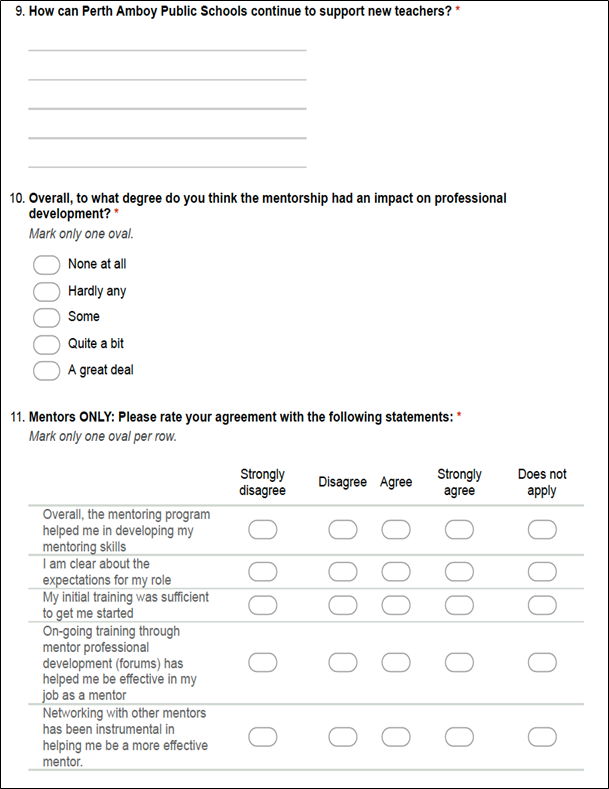 9. How can Perth Amboy Public Schools continue to support new teachers? *
10. Overall, to what degree do you think the mentorship had an impact on professional
development? *
Mark only one oval.
None at all
Hardly any
Some
Quite a bit
A great deal
11. Mentors ONLY: Please rate your agreement with the following statements: *
Mark only one oval per row.
Strongly
disagree
Disagree
Agree
Strongly
agree
Does not
apply
Overall, the mentoring program
helped me in developing my
mentoring skills
I am clear about the
expectations for my role
My initial training was sufficient
to get me started
On-going training through
mentor professional
development (forums) has
helped me be effective in my
job as a mentor
Networking with other mentors
has been instrumental in
helping me be a more effective
mentor.